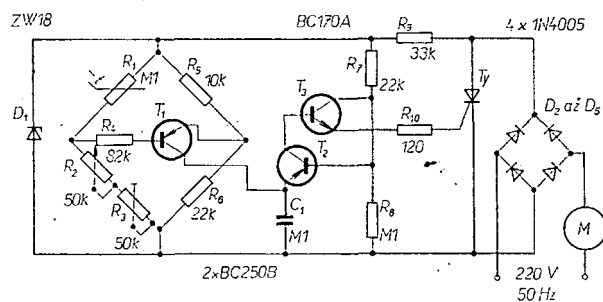 ZW18
BC170A
4 x 1N4005
R₁
M1
R₅
10k
R₄
82k
T₁
R₂
50k
R₃
50k
R₆
22k
D₁
C₁
M1
T₃
T₂
R₇
22k
R₉
33k
R₁₀
120
R₈
M1
Ty
D₂ až D₅
M
220 V
50 Hz
2xBC250B